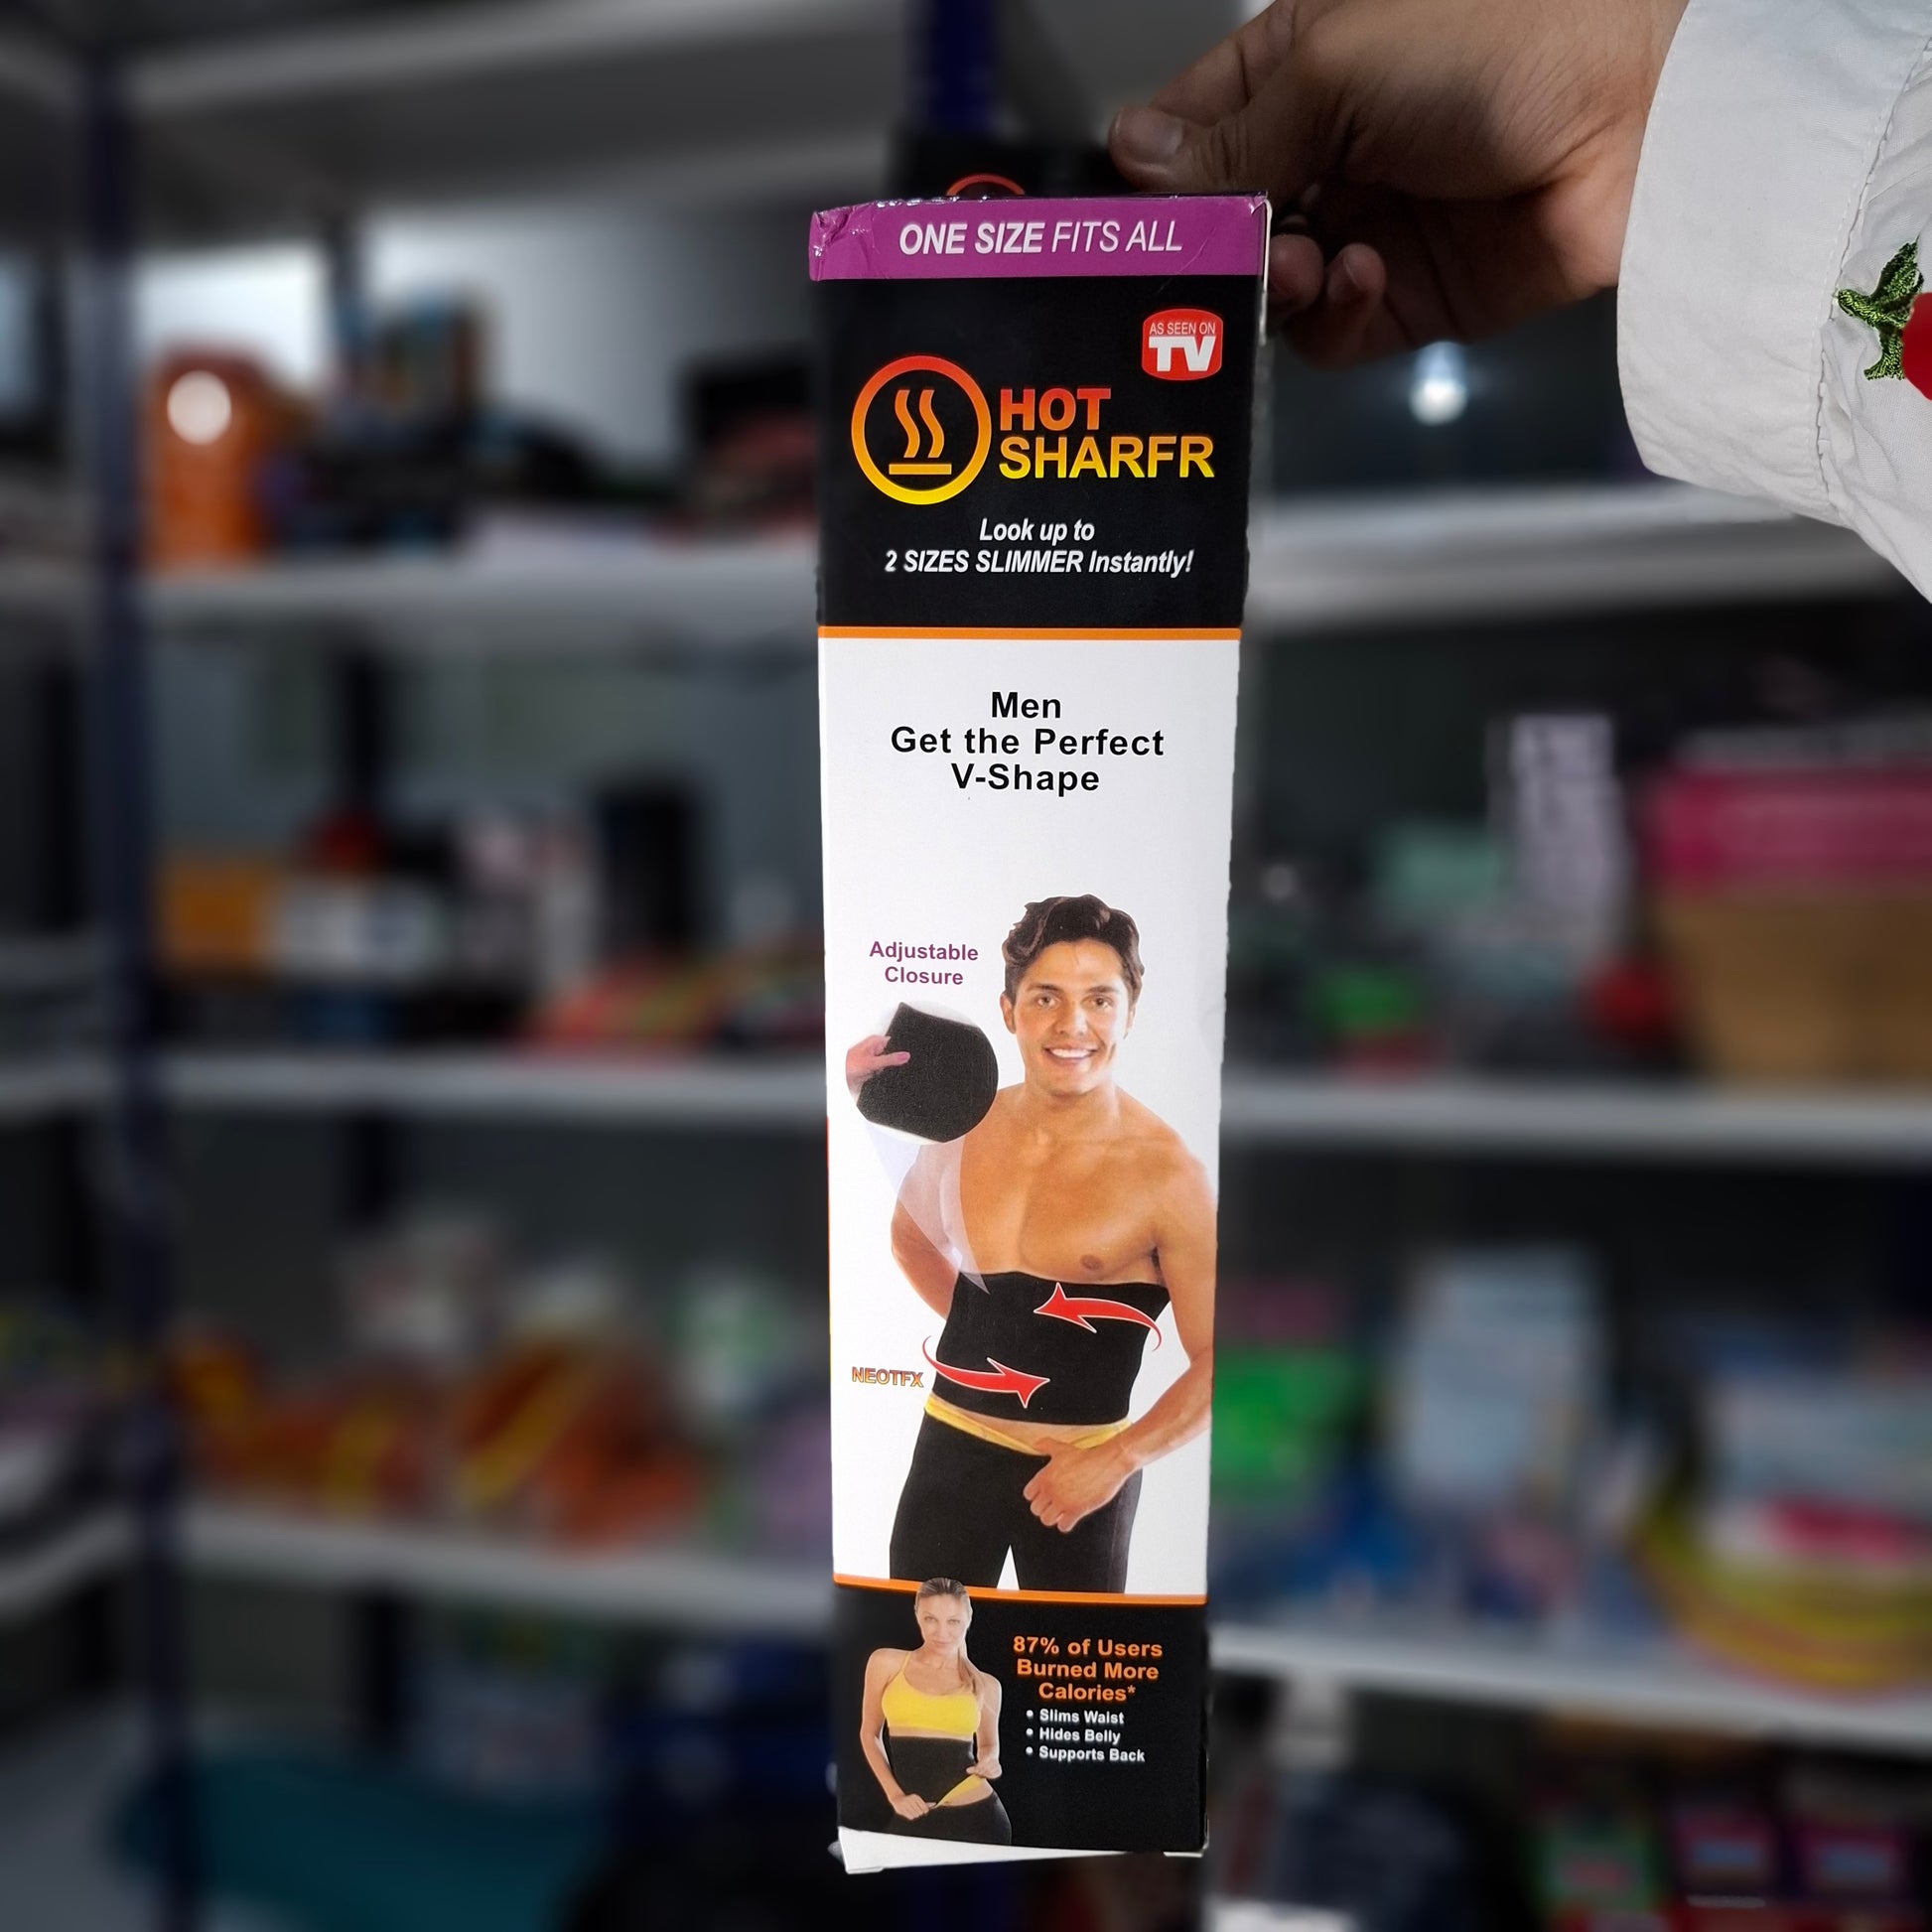 ONE SIZE FITS ALL
AS SEEN ON
TV
HOT
SHARFR
Look up to
2 SIZES SLIMMER Instantly!
Men
Get the Perfect
V-Shape
Adjustable
Closure
NEOTFX
87% of Users
Burned More
Calories*
• Slims Waist
• Hides Belly
• Supports Back